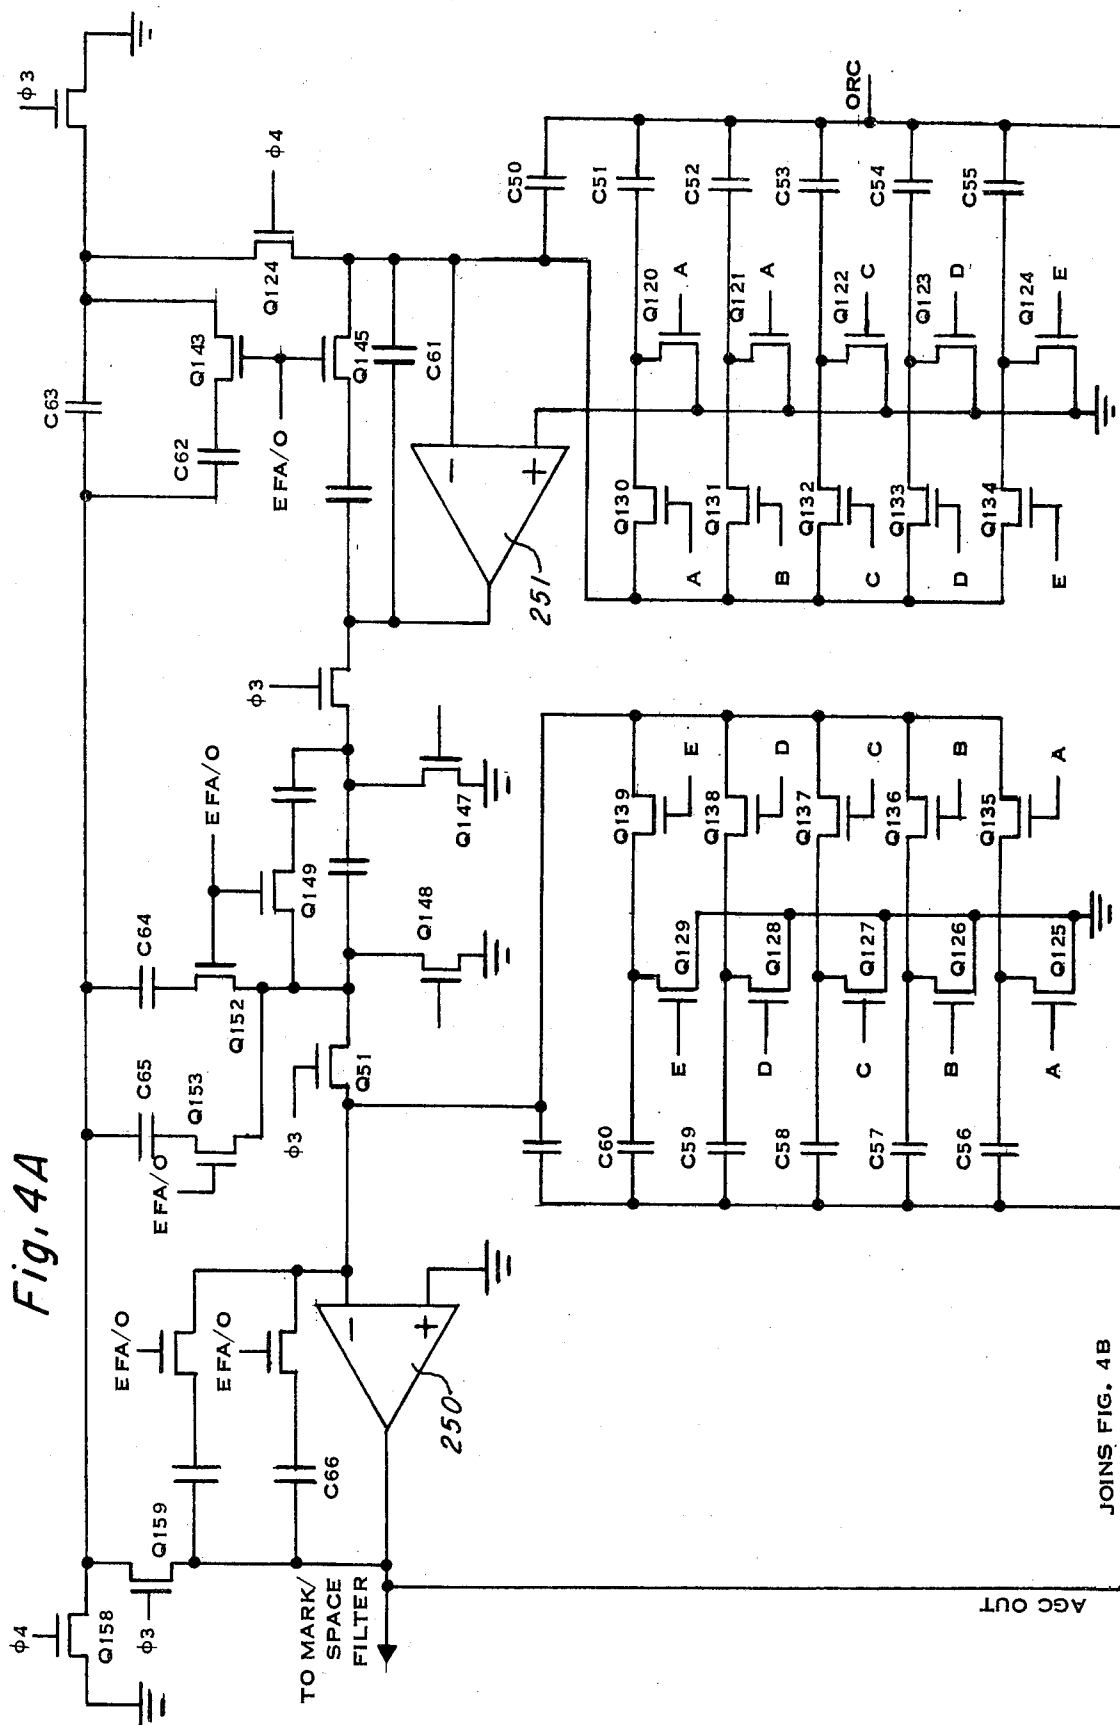 Fig. 4A
φ4
Q158
φ3
Q159
TO MARK/
SPACE
FILTER
AGC OUT
JOINS FIG. 4B
EFA/O
EFA/O
C66
250
–
+
EFA/O
Q153
C65
C64
Q152
EFA/O
Q149
φ3
Q51
Q148
Q147
φ3
C63
C62
Q143
EFA/O
Q145
C61
Q124
φ4
φ3
251
–
+
C60
C59
C58
C57
C56
E
Q129
D
Q128
C
Q127
B
Q126
A
Q125
Q139
E
Q138
D
Q137
C
Q136
B
Q135
A
Q130
A
Q131
B
Q132
C
Q133
D
Q134
E
Q120
A
Q121
A
Q122
C
Q123
D
Q124
E
C50
C51
C52
C53
C54
C55
ORC